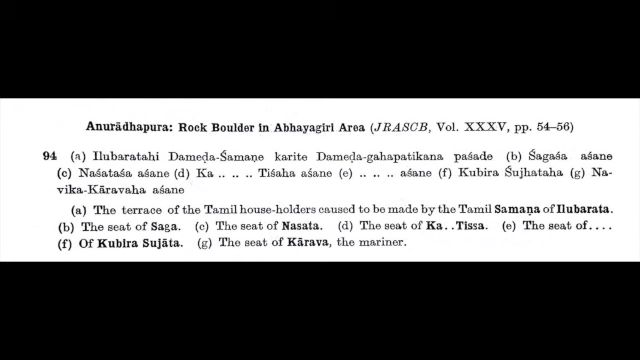 Anurādhapura: Rock Boulder in Abhayagiri Area (JRASCB, Vol. XXXV, pp. 54–56)
94 (a) Ilubaratahi Dameḍa-Śamaṇe karite Dameḍa-gahapatikana paśade (b) Śagaśa aśane
(c) Naśataśa aśane (d) Ka .. .. .. Tiśaha aśane (e) .. .. .. aśane (f) Kubira Śujhataha (g) Na-
vika-Kāravaha aśane
(a) The terrace of the Tamil house-holders caused to be made by the Tamil Samaṇa of Ilubarata.
(b) The seat of Saga. (c) The seat of Nasata. (d) The seat of Ka..Tissa. (e) The seat of....
(f) Of Kubira Sujāta. (g) The seat of Kārava, the mariner.